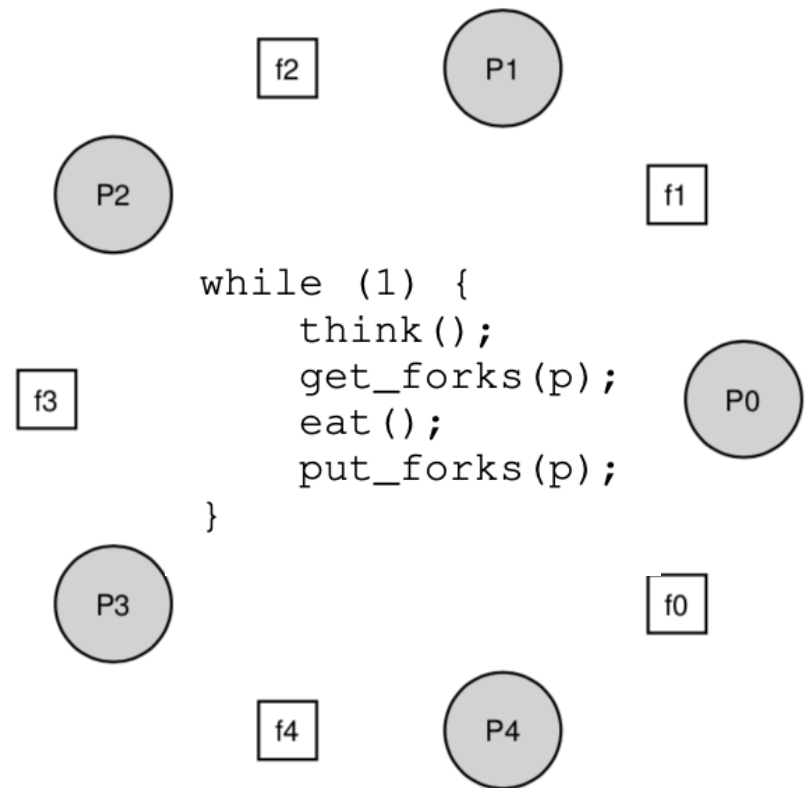 f2
P1
P2
f1
while (1) {
    think();
    get_forks(p);
    eat();
    put_forks(p);
}
f3
P0
P3
f0
f4
P4